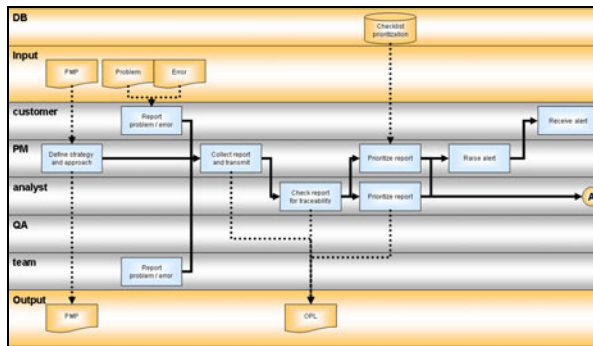 DB
Checklist
prioritization
Input
PMP
Problem
Error
customer
Report
problem / error
Receive alert
PM
Define strategy
and approach
Collect report
and transmit
Prioritize report
Raise alert
analyst
Check report
for traceability
Prioritize report
A
QA
team
Report
problem / error
Output
PMP
OPL